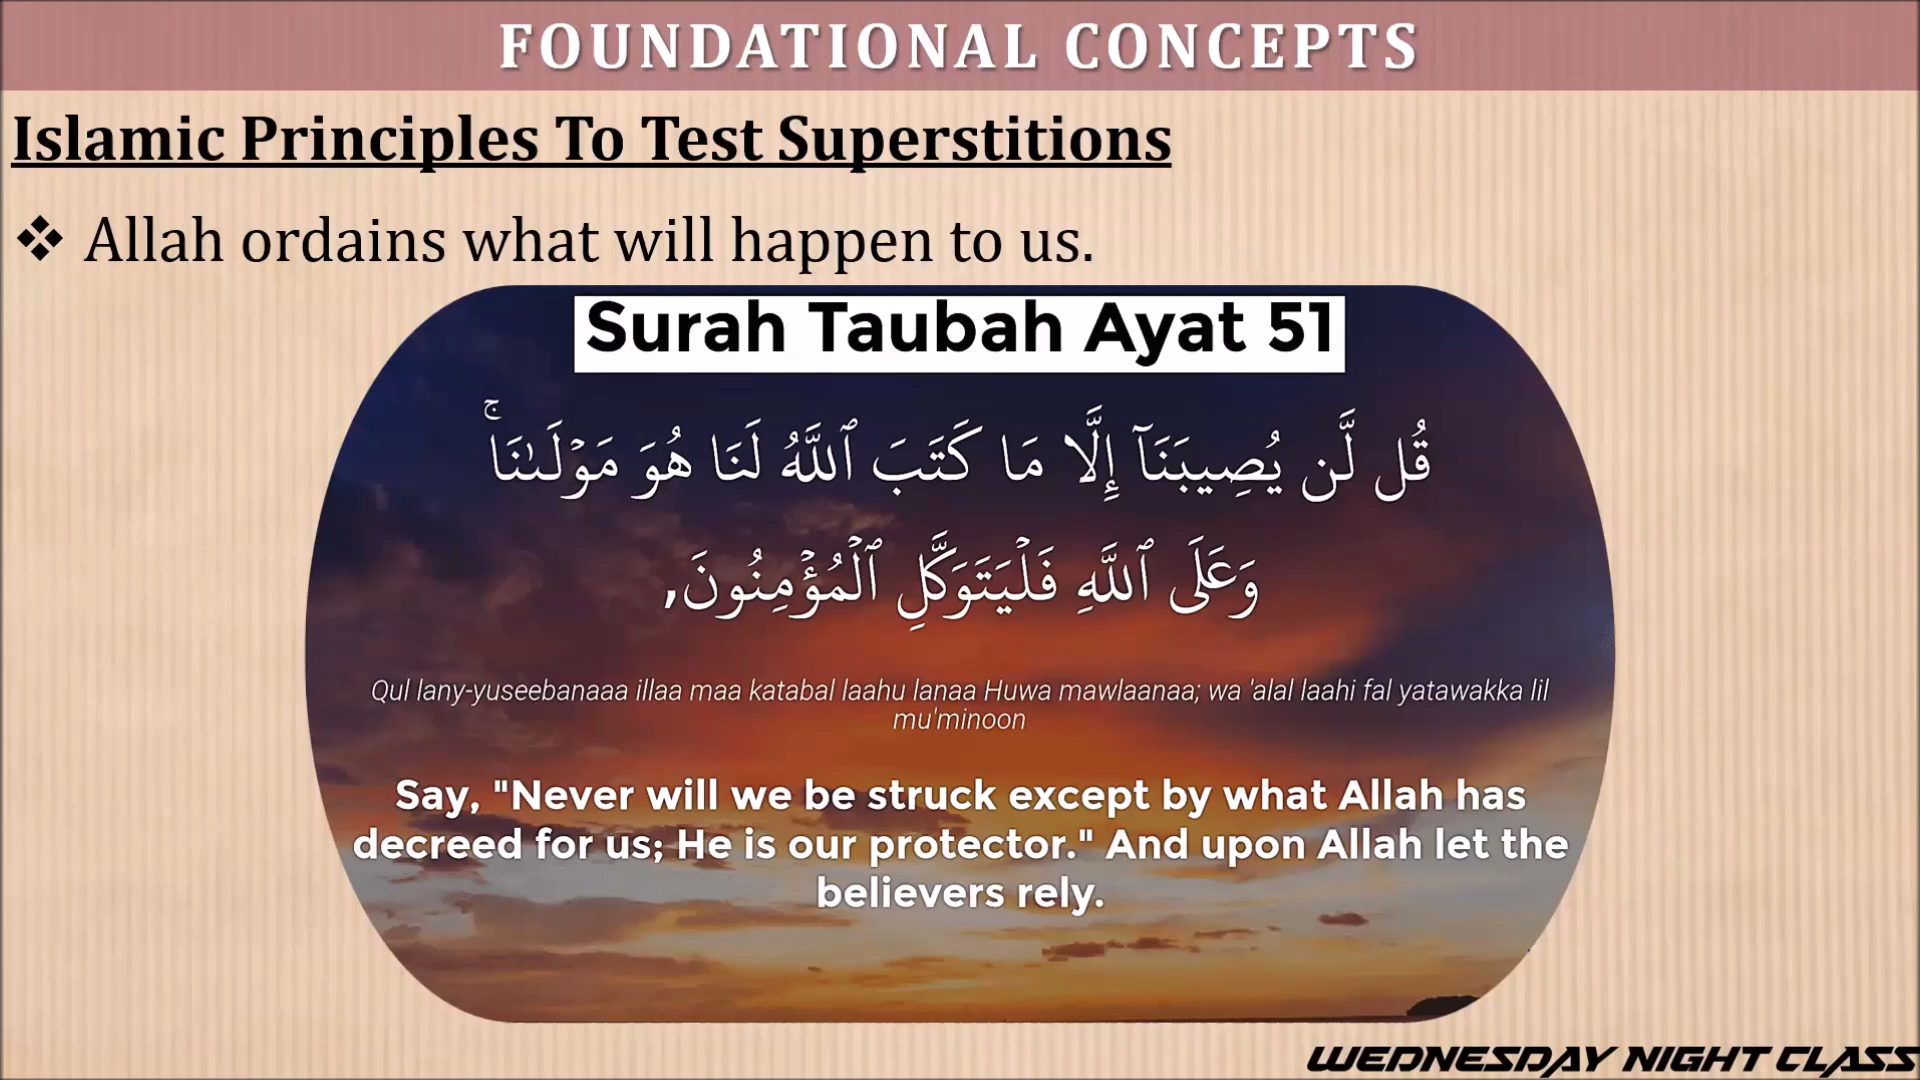 FOUNDATIONAL CONCEPTS
Islamic Principles To Test Superstitions
❖ Allah ordains what will happen to us.
Surah Taubah Ayat 51
قُل لَّن يُصِيبَنَآ إِلَّا مَا كَتَبَ ٱللَّهُ لَنَا هُوَ مَوْلَىٰنَا ۚ
وَعَلَى ٱللَّهِ فَلْيَتَوَكَّلِ ٱلْمُؤْمِنُونَ,
Qul lany-yuseebanaaa illaa maa katabal laahu lanaa Huwa mawlaanaa; wa 'alal laahi fal yatawakka lil
mu'minoon
Say, "Never will we be struck except by what Allah has
decreed for us; He is our protector." And upon Allah let the
believers rely.
WEDNESDAY NIGHT CLASS